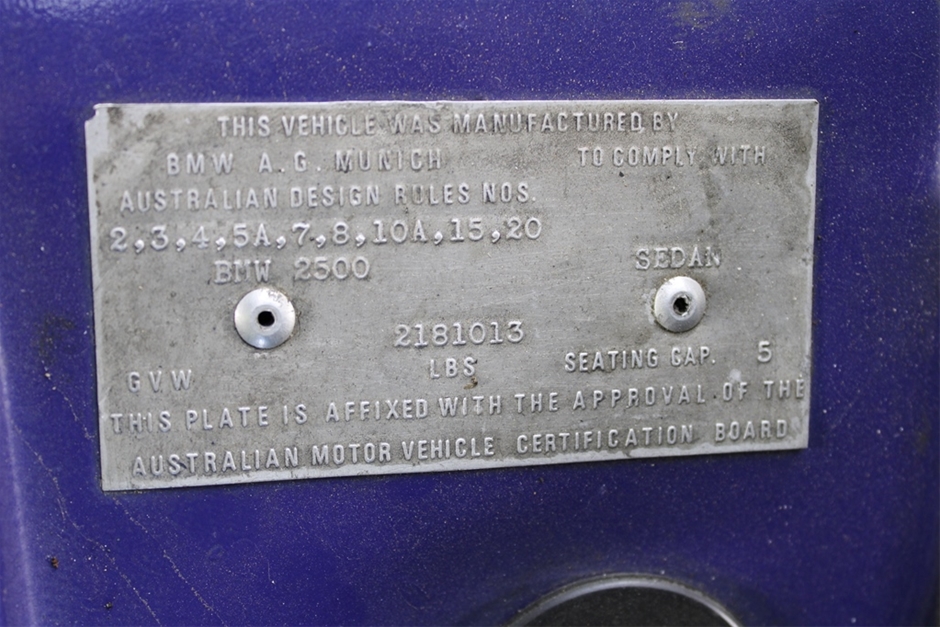 THIS VEHICLE WAS MANUFACTURED BY
BMW A.G. MUNICH TO COMPLY WITH
AUSTRALIAN DESIGN RULES NOS.
2,3,4,5A,7,8,10A,15,20
BMW 2500 SEDAN
2181013
G V W LBS SEATING CAP. 5
THIS PLATE IS AFFIXED WITH THE APPROVAL OF THE
AUSTRALIAN MOTOR VEHICLE CERTIFICATION BOARD